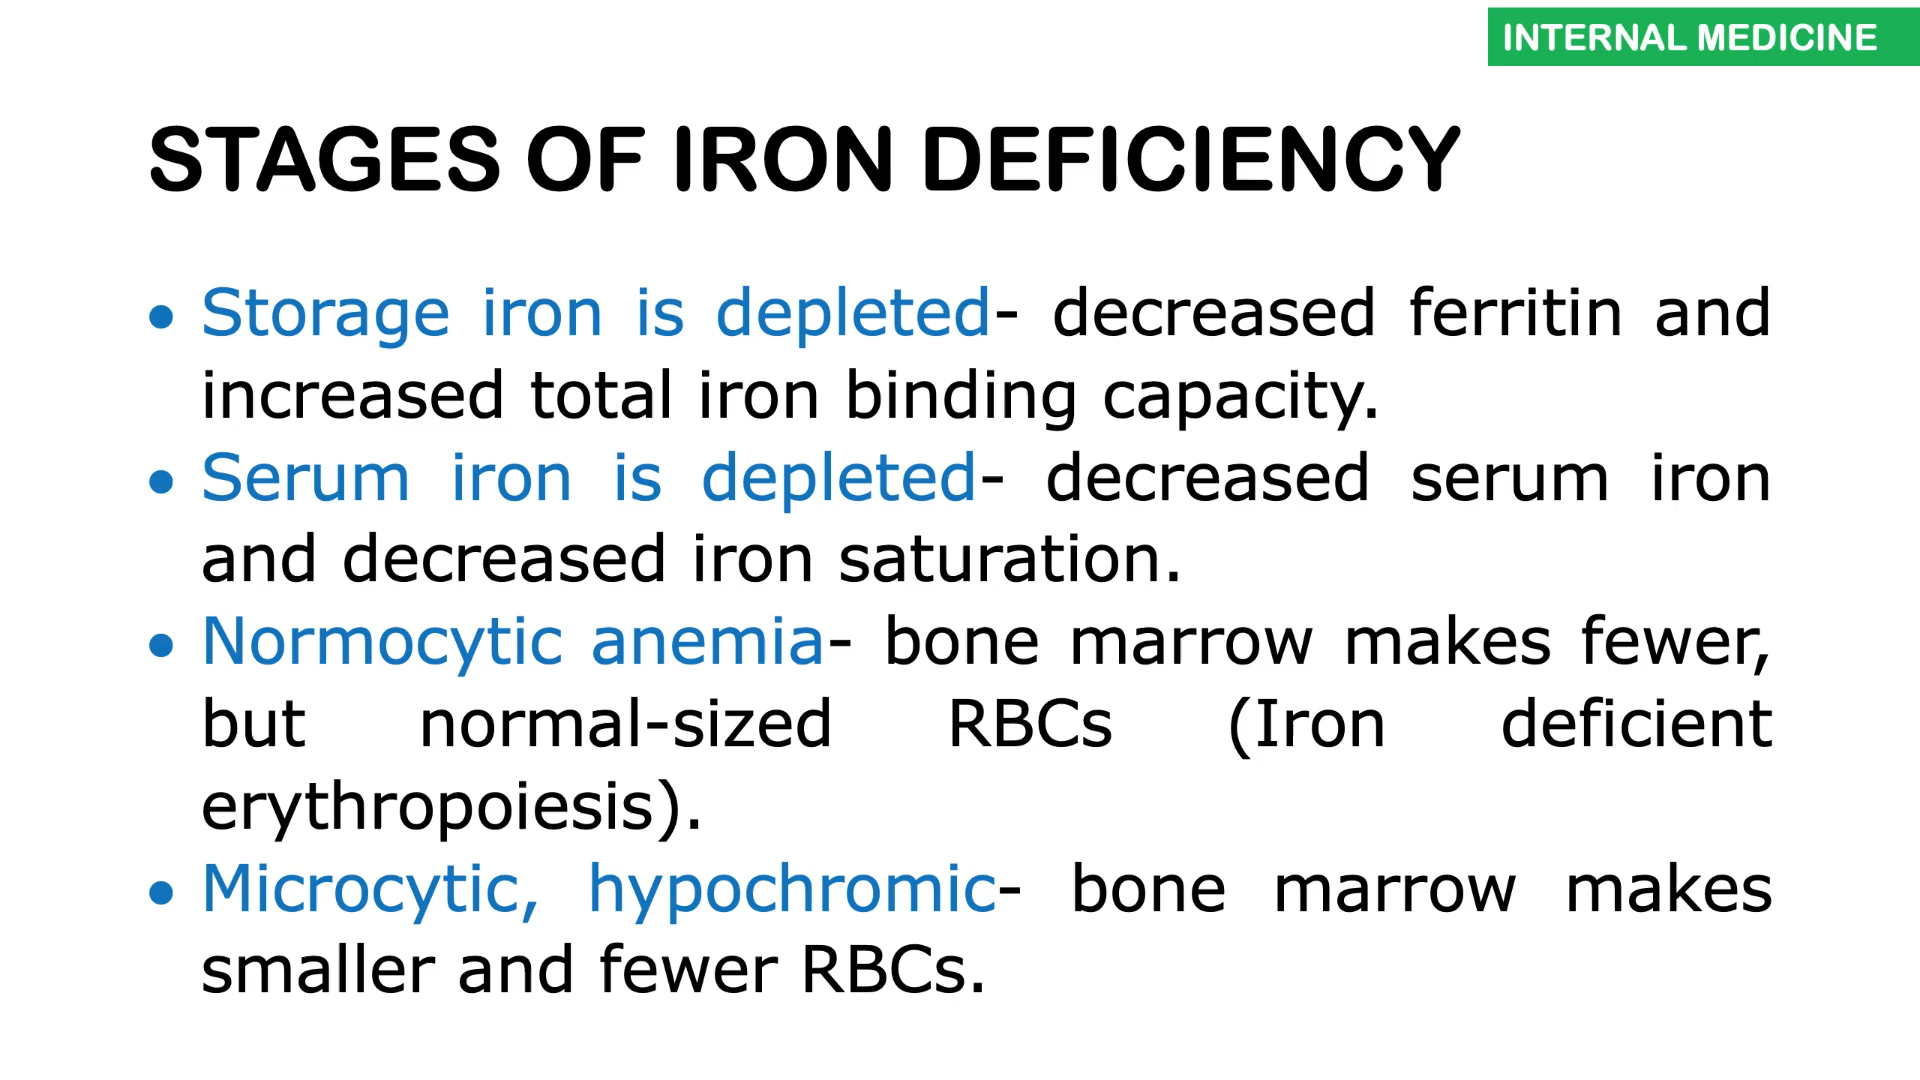 INTERNAL MEDICINE
STAGES OF IRON DEFICIENCY
• Storage iron is depleted- decreased ferritin and
increased total iron binding capacity.
• Serum iron is depleted- decreased serum iron
and decreased iron saturation.
• Normocytic anemia- bone marrow makes fewer,
but normal-sized RBCs (Iron deficient
erythropoiesis).
• Microcytic, hypochromic- bone marrow makes
smaller and fewer RBCs.